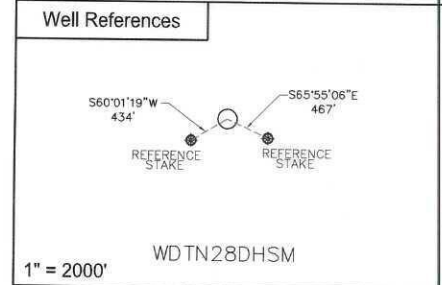 Well References
S60°01'19"W
434'
S65°55'06"E
467'
REFERENCE
STAKE
REFERENCE
STAKE
WDTN28DHSM
1" = 2000'